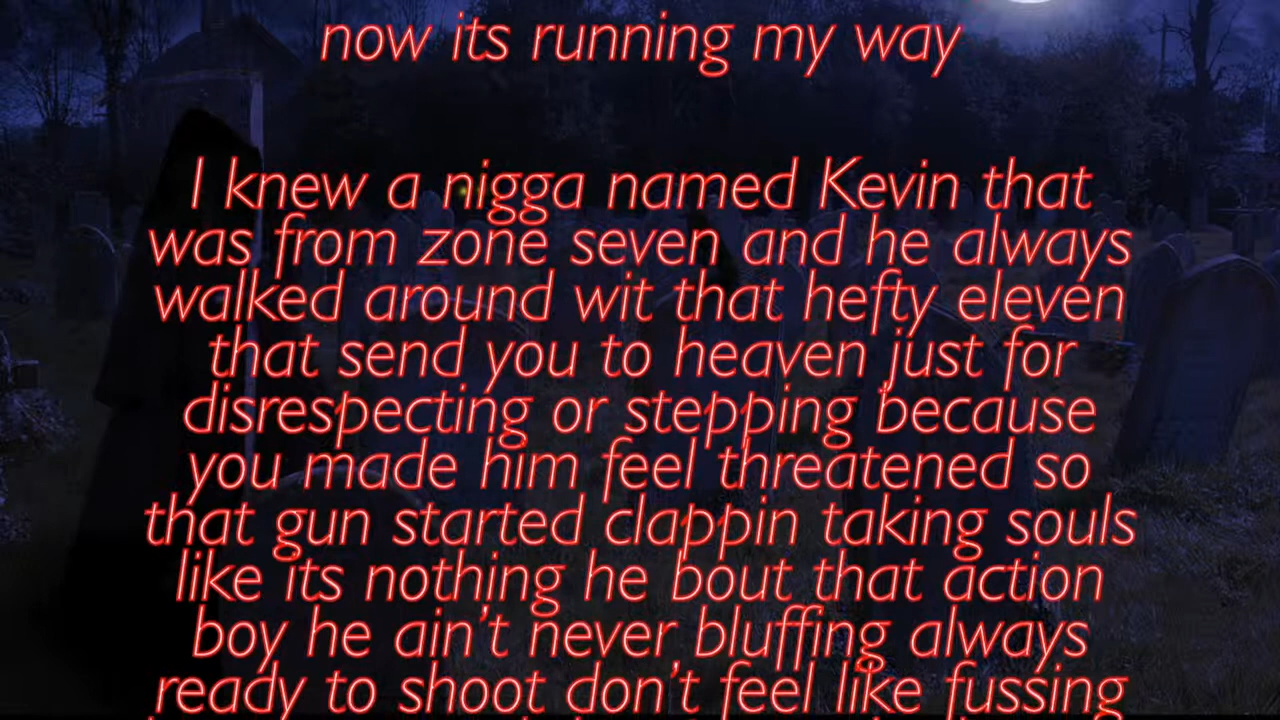 now its running my way
I knew a nigga named Kevin that
was from zone seven and he always
walked around wit that hefty eleven
that send you to heaven just for
disrespecting or stepping because
you made him feel threatened so
that gun started clappin taking souls
like its nothing he bout that action
boy he ain't never bluffing always
ready to shoot don't feel like fussing